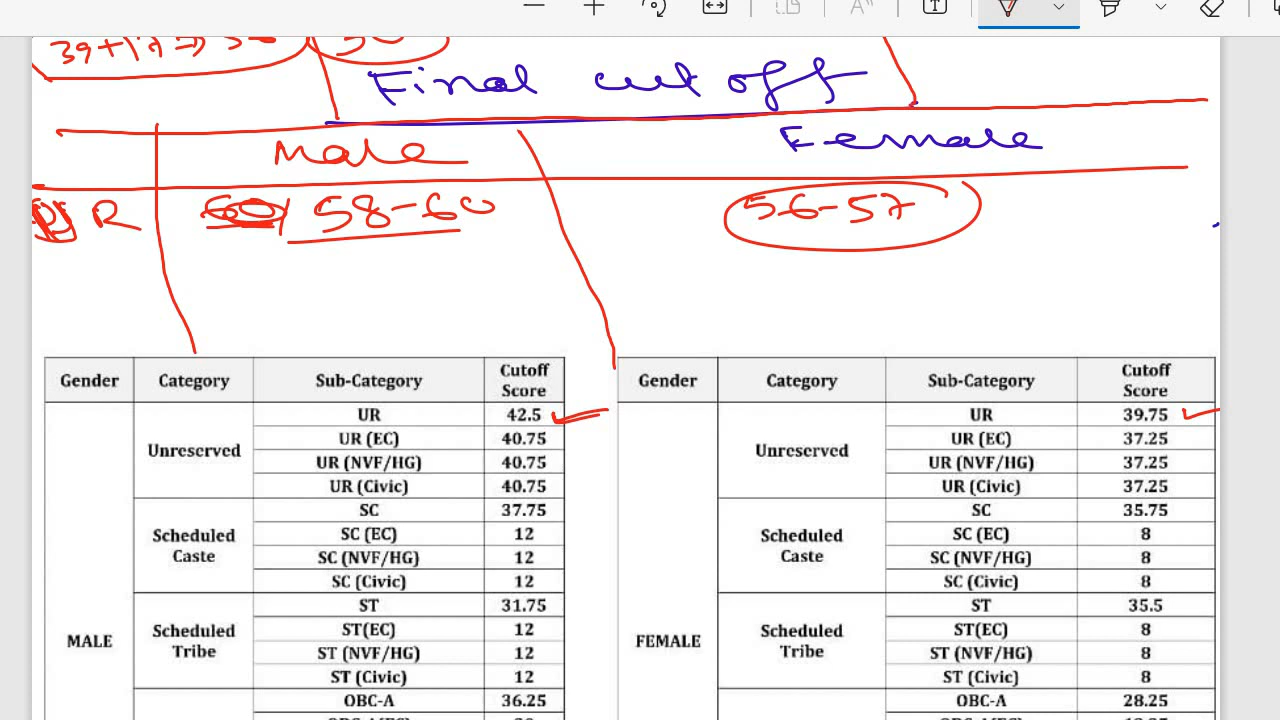 Final cut off
Male Female
UR 58-60 56-57
Gender Category Sub-Category Cutoff Score
MALE
Unreserved
UR 42.5
UR (EC) 40.75
UR (NVF/HG) 40.75
UR (Civic) 40.75
Scheduled Caste
SC 37.75
SC (EC) 12
SC (NVF/HG) 12
SC (Civic) 12
Scheduled Tribe
ST 31.75
ST(EC) 12
ST (NVF/HG) 12
ST (Civic) 12
OBC-A 36.25
Gender Category Sub-Category Cutoff Score
FEMALE
Unreserved
UR 39.75
UR (EC) 37.25
UR (NVF/HG) 37.25
UR (Civic) 37.25
Scheduled Caste
SC 35.75
SC (EC) 8
SC (NVF/HG) 8
SC (Civic) 8
Scheduled Tribe
ST 35.5
ST(EC) 8
ST (NVF/HG) 8
ST (Civic) 8
OBC-A 28.25